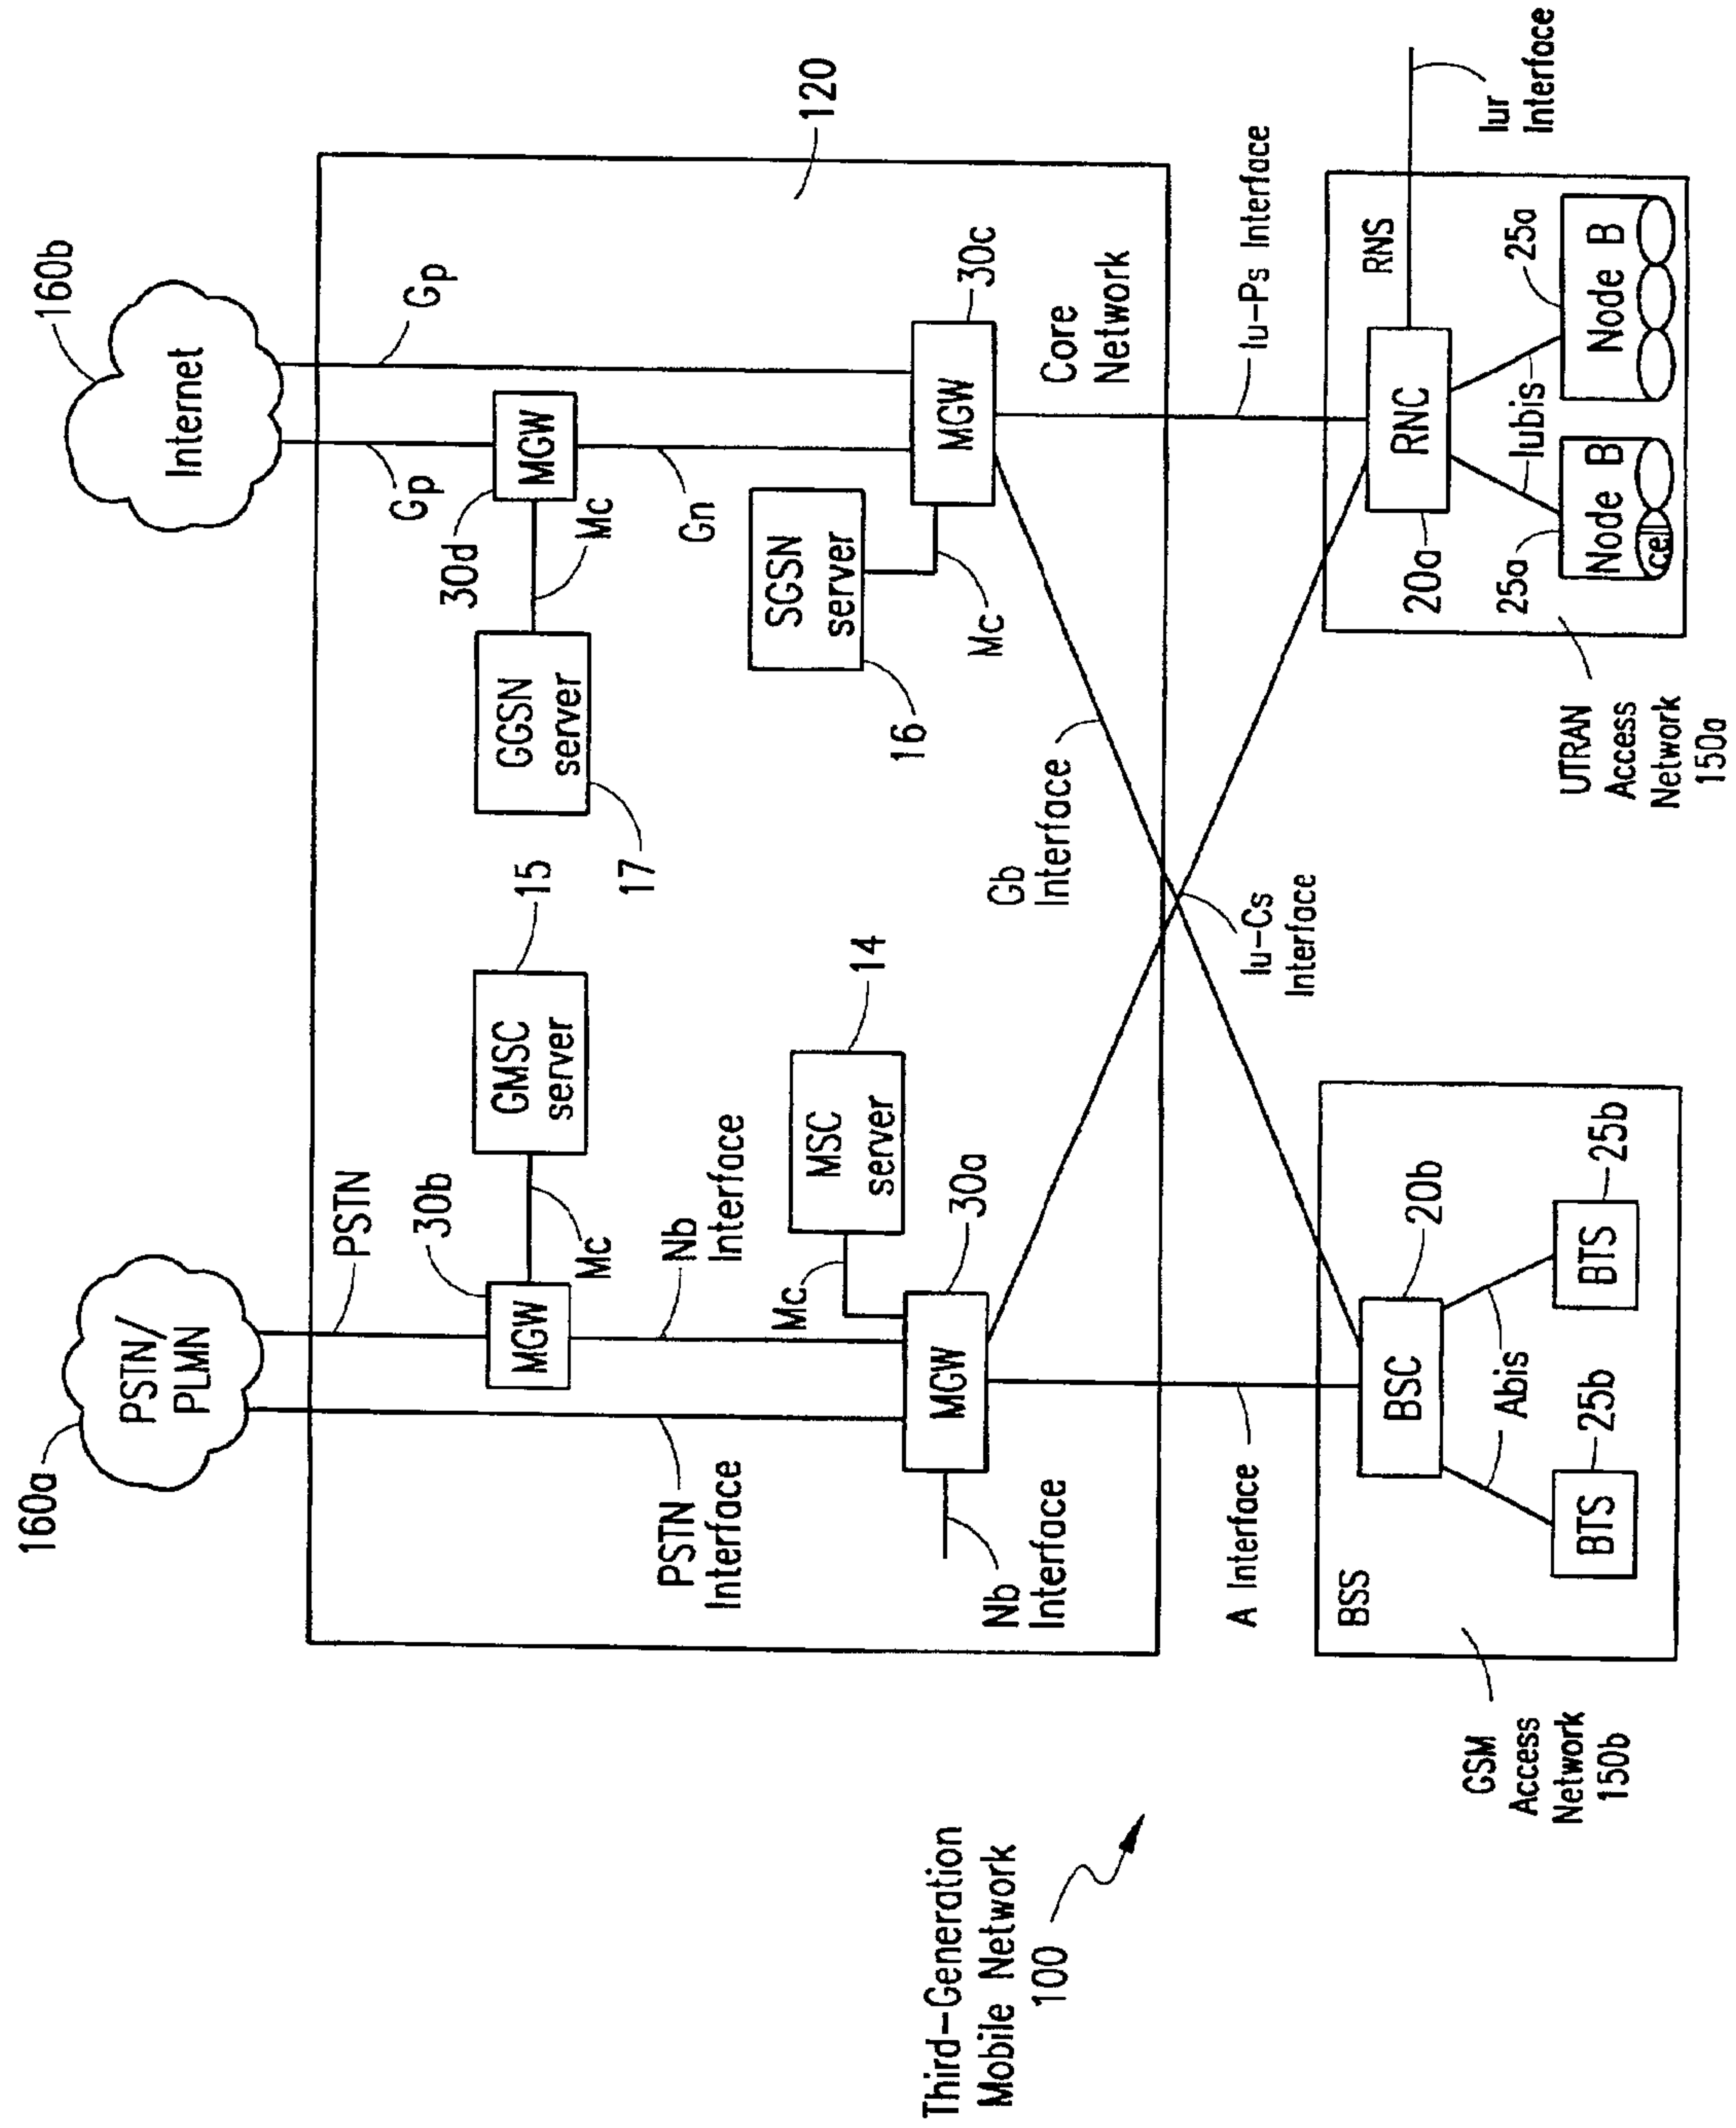 160a
PSTN/
PLMN
PSTN
160b
Internet
Gp
Gp
30b
MGW
Mc
GMSC
server
15
GGSN
server
17
Mc
30d
MGW
120
PSTN
Interface
Nb
Interface
Gn
Mc
MSC
server
14
SGSN
server
16
Mc
MGW
30a
MGW
30c
Nb
Interface
Gb
Interface
Core
Network
A Interface
Iu-Cs
Interface
Iu-Ps Interface
BSS
BSC
20b
Abis
BTS
25b
BTS
25b
GSM
Access
Network
150b
RNS
RNC
20a
Iur
Interface
Iubis
25a
Node B
cell
25a
Node B
UTRAN
Access
Network
150a
Third-Generation
Mobile Network
100